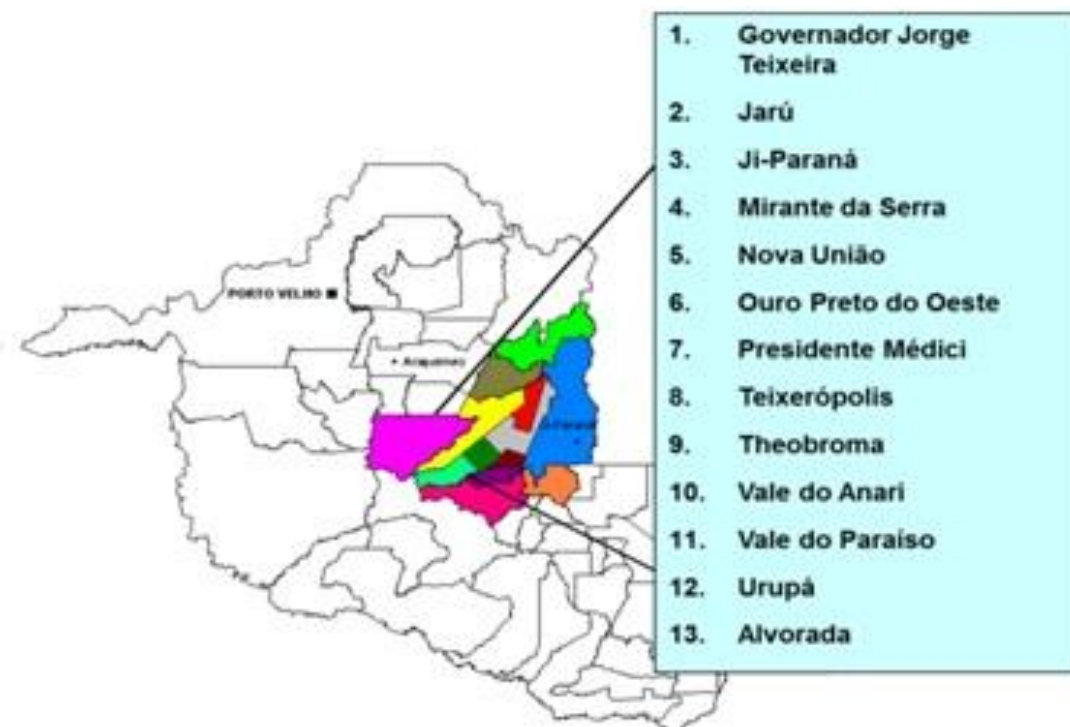 1. Governador Jorge
Teixeira
2. Jarú
3. Ji-Paraná
4. Mirante da Serra
5. Nova União
6. Ouro Preto do Oeste
7. Presidente Médici
8. Teixerópolis
9. Theobroma
10. Vale do Anari
11. Vale do Paraíso
12. Urupá
13. Alvorada
PORTO VELHO